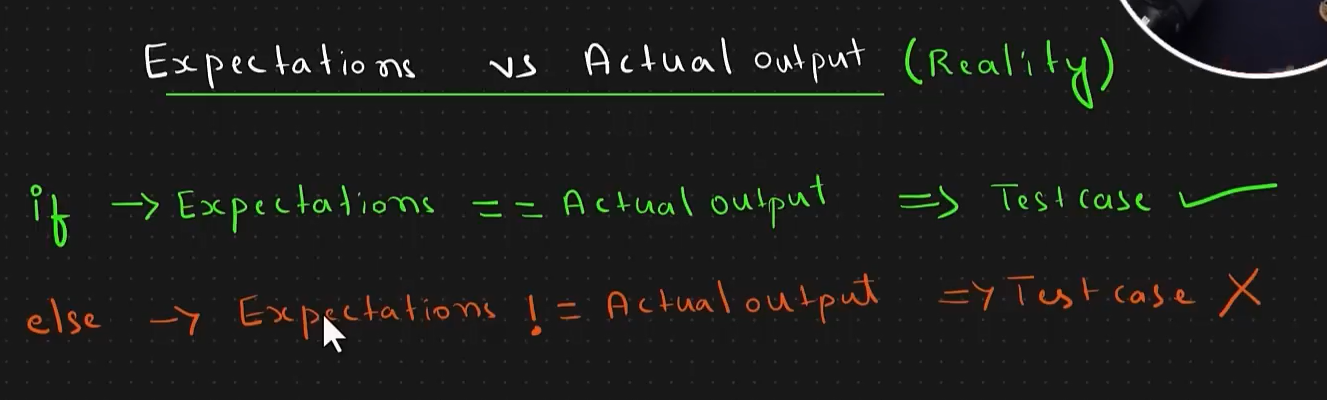 Expectations vs Actual output (Reality)
if → Expectations == Actual output => Test case ✓
else → Expectations != Actual output => Test case X